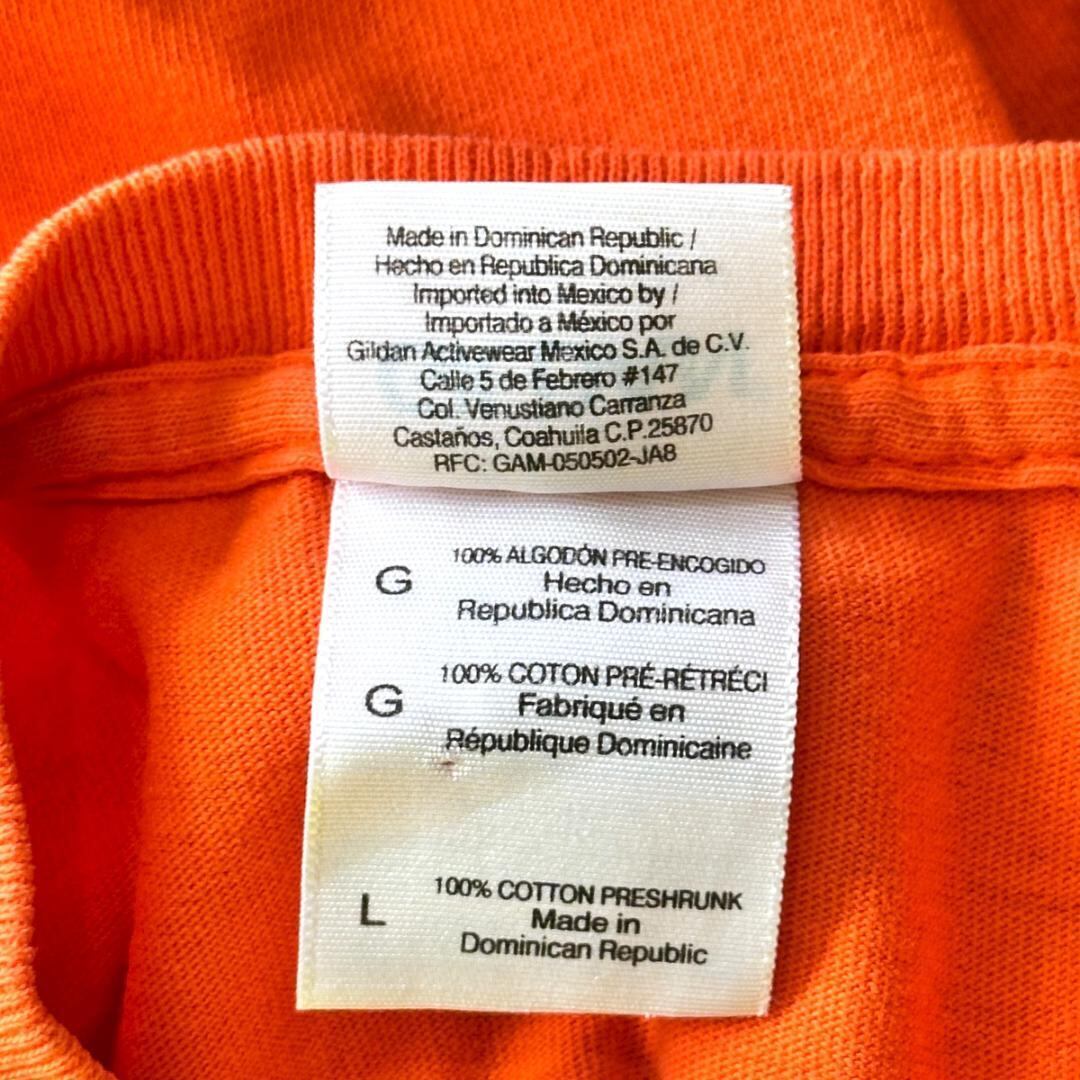 Made in Dominican Republic /
Hecho en Republica Dominicana
Imported into Mexico by /
Importado a México por
Gildan Activewear Mexico S.A. de C.V.
Calle 5 de Febrero #147
Col. Venustiano Carranza
Castaños, Coahuila C.P.25870
RFC: GAM-050502-JA8
G 100% ALGODÓN PRE-ENCOGIDO
Hecho en
Republica Dominicana
G 100% COTON PRÉ-RÉTRÉCI
Fabriqué en
République Dominicaine
L 100% COTTON PRESHRUNK
Made in
Dominican Republic